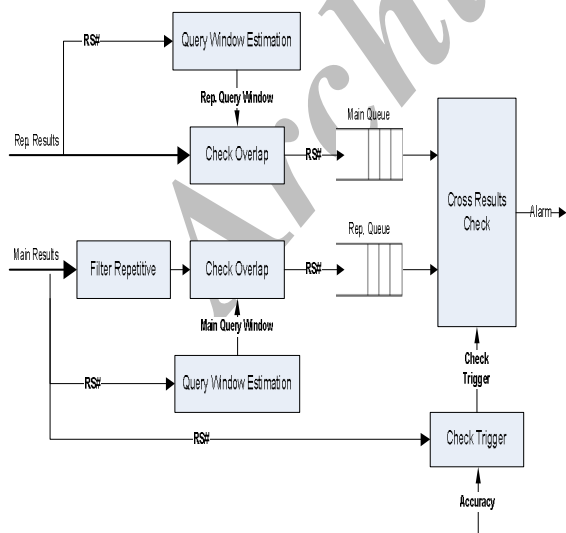 RS#
Query Window Estimation
Rep. Query Window
Rep. Results
Check Overlap
RS#
Main Queue
Cross Results
Check
Alarm
Main Results
Filter Repetitive
Check Overlap
RS#
Rep. Queue
Main Query Window
RS#
Query Window Estimation
Check
Trigger
RS#
Check Trigger
Accuracy